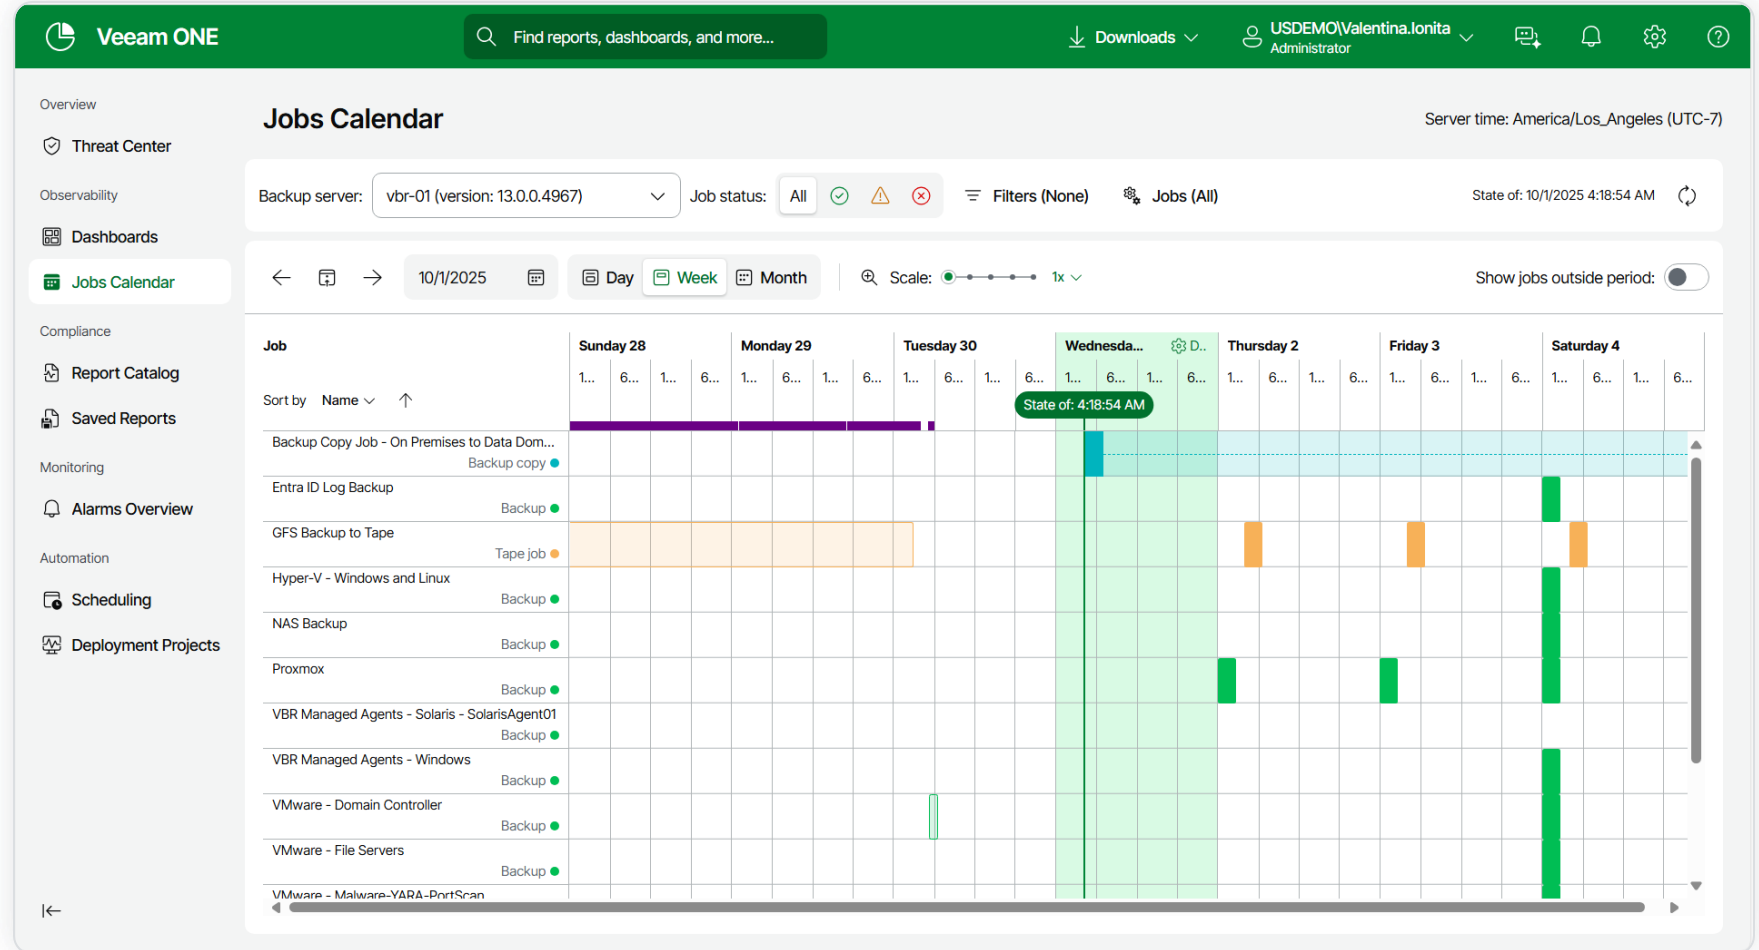 Veeam ONE
Find reports, dashboards, and more...
Downloads
USDEMO\Valentina.Ionita
Administrator
Overview
Threat Center
Observability
Dashboards
Jobs Calendar
Compliance
Report Catalog
Saved Reports
Monitoring
Alarms Overview
Automation
Scheduling
Deployment Projects
Jobs Calendar
Server time: America/Los_Angeles (UTC-7)
Backup server:
vbr-01 (version: 13.0.0.4967)
Job status:
All
Filters (None)
Jobs (All)
State of: 10/1/2025 4:18:54 AM
10/1/2025
Day
Week
Month
Scale:
1x
Show jobs outside period:
Job
Sunday 28
Monday 29
Tuesday 30
Wednesda...
D..
Thursday 2
Friday 3
Saturday 4
1... 6... 1... 6... 1... 6... 1... 6... 1... 6... 1... 6... 1... 6... 1... 6... 1... 6... 1... 6... 1... 6... 1... 6... 1... 6... 1... 6...
Sort by Name
State of: 4:18:54 AM
Backup Copy Job - On Premises to Data Dom...
Backup copy
Entra ID Log Backup
Backup
GFS Backup to Tape
Tape job
Hyper-V - Windows and Linux
Backup
NAS Backup
Backup
Proxmox
Backup
VBR Managed Agents - Solaris - SolarisAgent01
Backup
VBR Managed Agents - Windows
Backup
VMware - Domain Controller
Backup
VMware - File Servers
Backup
VMware - Malware-YARA-PortScan